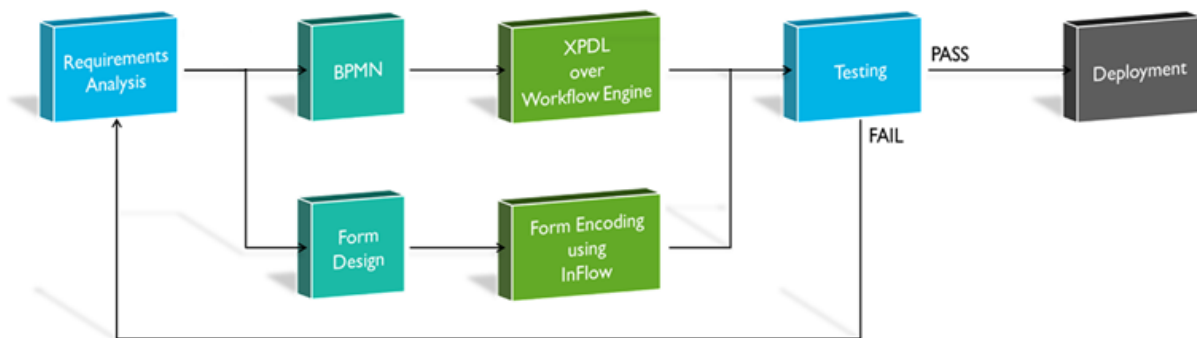 Requirements
Analysis
BPMN
XPDL
over
Workflow Engine
Testing
PASS
Deployment
FAIL
Form
Design
Form Encoding
using
InFlow